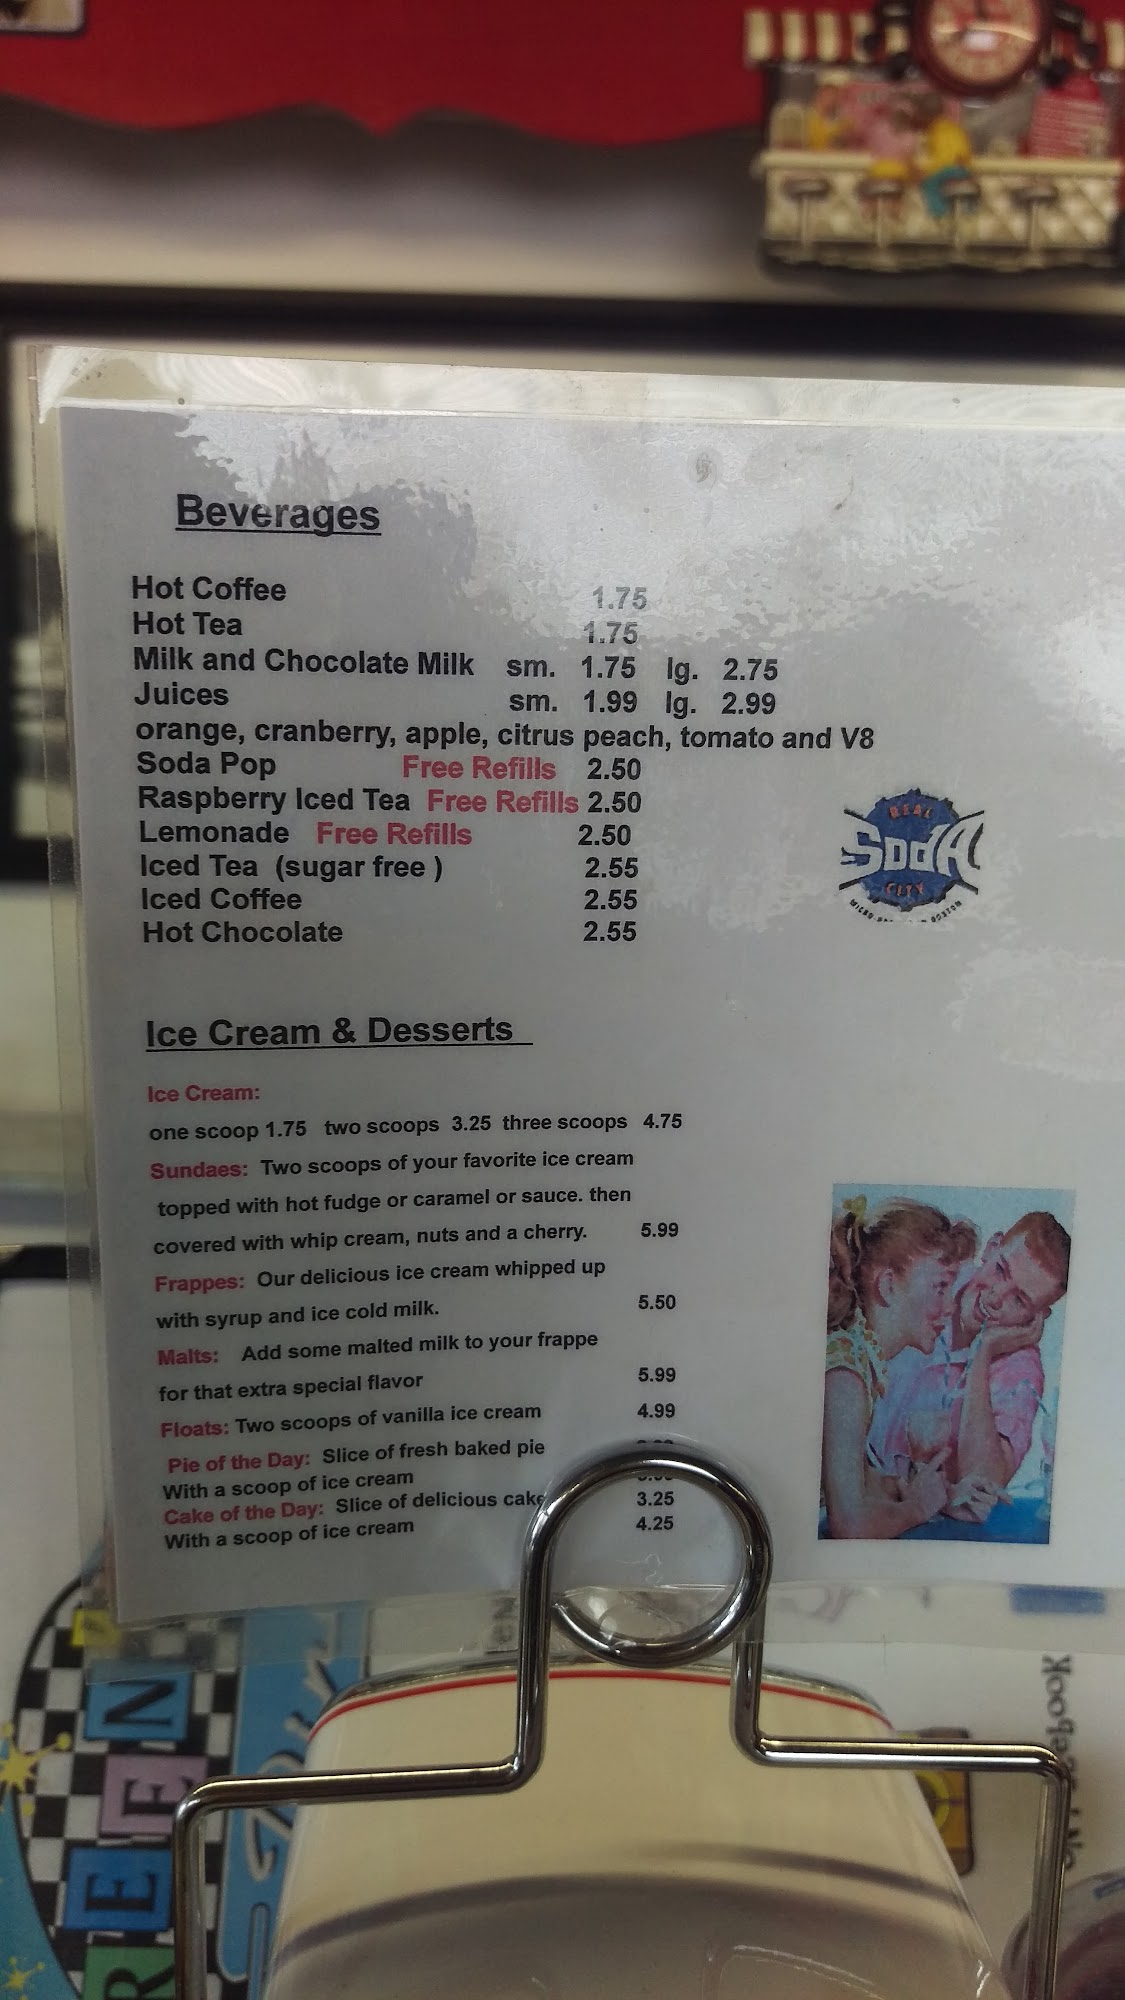 Beverages
Hot Coffee 1.75
Hot Tea 1.75
Milk and Chocolate Milk sm. 1.75 lg. 2.75
Juices sm. 1.99 lg. 2.99
orange, cranberry, apple, citrus peach, tomato and V8
Soda Pop Free Refills 2.50
Raspberry Iced Tea Free Refills 2.50
Lemonade Free Refills 2.50
Iced Tea (sugar free ) 2.55
Iced Coffee 2.55
Hot Chocolate 2.55
REAL
SodA
CITY
Ice Cream & Desserts
Ice Cream:
one scoop 1.75 two scoops 3.25 three scoops 4.75
Sundaes: Two scoops of your favorite ice cream
topped with hot fudge or caramel or sauce. then
covered with whip cream, nuts and a cherry. 5.99
Frappes: Our delicious ice cream whipped up
with syrup and ice cold milk. 5.50
Malts: Add some malted milk to your frappe
for that extra special flavor 5.99
Floats: Two scoops of vanilla ice cream 4.99
Pie of the Day: Slice of fresh baked pie
With a scoop of ice cream
Cake of the Day: Slice of delicious cake 3.25
With a scoop of ice cream 4.25